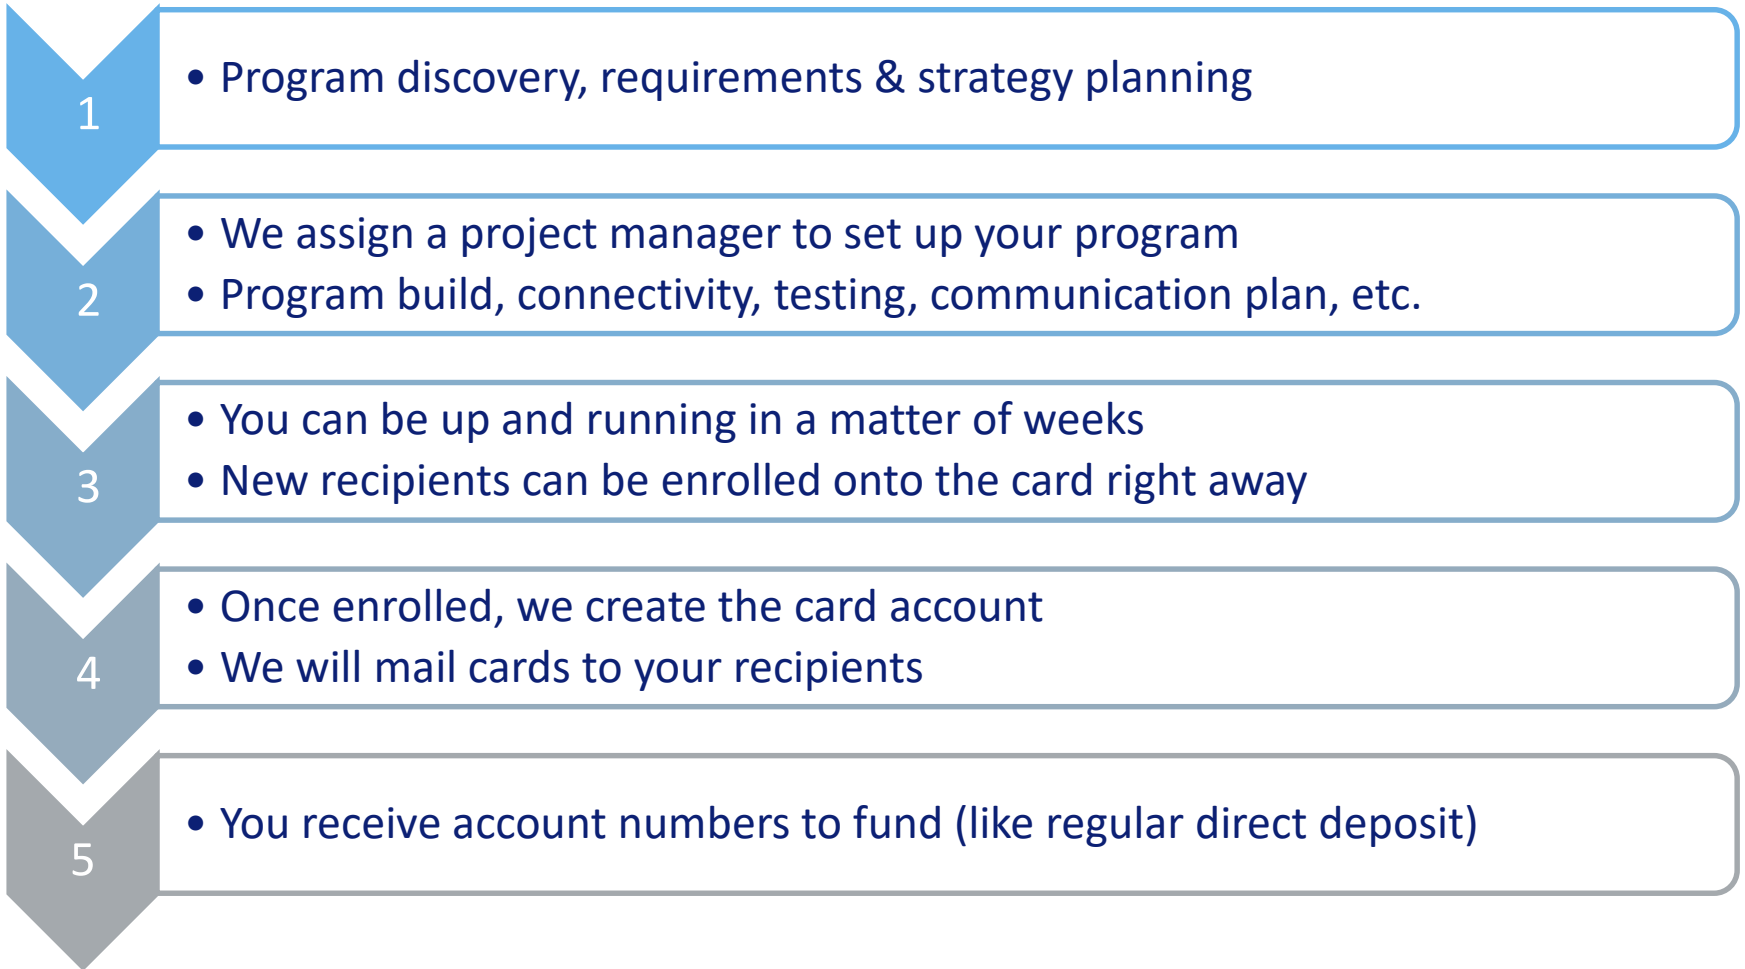 1
• Program discovery, requirements & strategy planning
2
• We assign a project manager to set up your program
• Program build, connectivity, testing, communication plan, etc.
3
• You can be up and running in a matter of weeks
• New recipients can be enrolled onto the card right away
4
• Once enrolled, we create the card account
• We will mail cards to your recipients
5
• You receive account numbers to fund (like regular direct deposit)